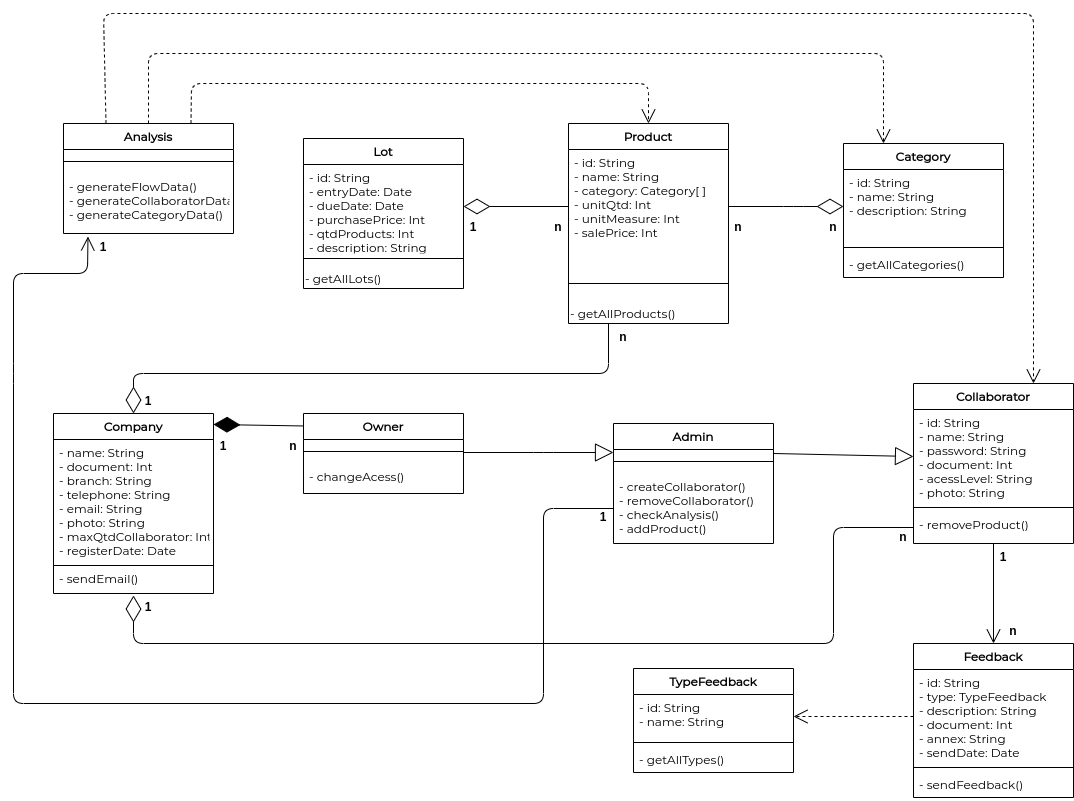 Analysis
- generateFlowData()
- generateCollaboratorData
- generateCategoryData()
1
Lot
- id: String
- entryDate: Date
- dueDate: Date
- purchasePrice: Int
- qtdProducts: Int
- description: String
- getAllLots()
1
n
Product
- id: String
- name: String
- category: Category[ ]
- unitQtd: Int
- unitMeasure: Int
- salePrice: Int
- getAllProducts()
n
n
n
Category
- id: String
- name: String
- description: String
- getAllCategories()
1
Company
- name: String
- document: Int
- branch: String
- telephone: String
- email: String
- photo: String
- maxQtdCollaborator: Int
- registerDate: Date
- sendEmail()
1
n
1
Owner
- changeAcess()
Admin
- createCollaborator()
- removeCollaborator()
- checkAnalysis()
- addProduct()
1
Collaborator
- id: String
- name: String
- password: String
- document: Int
- acessLevel: String
- photo: String
- removeProduct()
n
1
n
TypeFeedback
- id: String
- name: String
- getAllTypes()
Feedback
- id: String
- type: TypeFeedback
- description: String
- document: Int
- annex: String
- sendDate: Date
- sendFeedback()